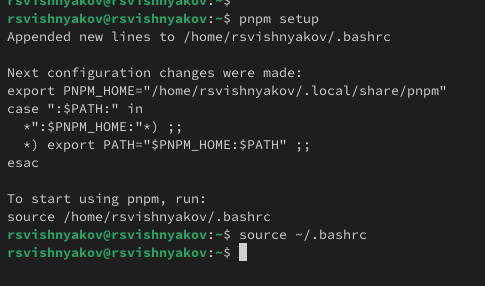 rsvishnyakov@rsvishnyakov:~$
rsvishnyakov@rsvishnyakov:~$ pnpm setup
Appended new lines to /home/rsvishnyakov/.bashrc

Next configuration changes were made:
export PNPM_HOME="/home/rsvishnyakov/.local/share/pnpm"
case ":$PATH:" in
  *":$PNPM_HOME:"*) ;;
  *) export PATH="$PNPM_HOME:$PATH" ;;
esac

To start using pnpm, run:
source /home/rsvishnyakov/.bashrc
rsvishnyakov@rsvishnyakov:~$ source ~/.bashrc
rsvishnyakov@rsvishnyakov:~$